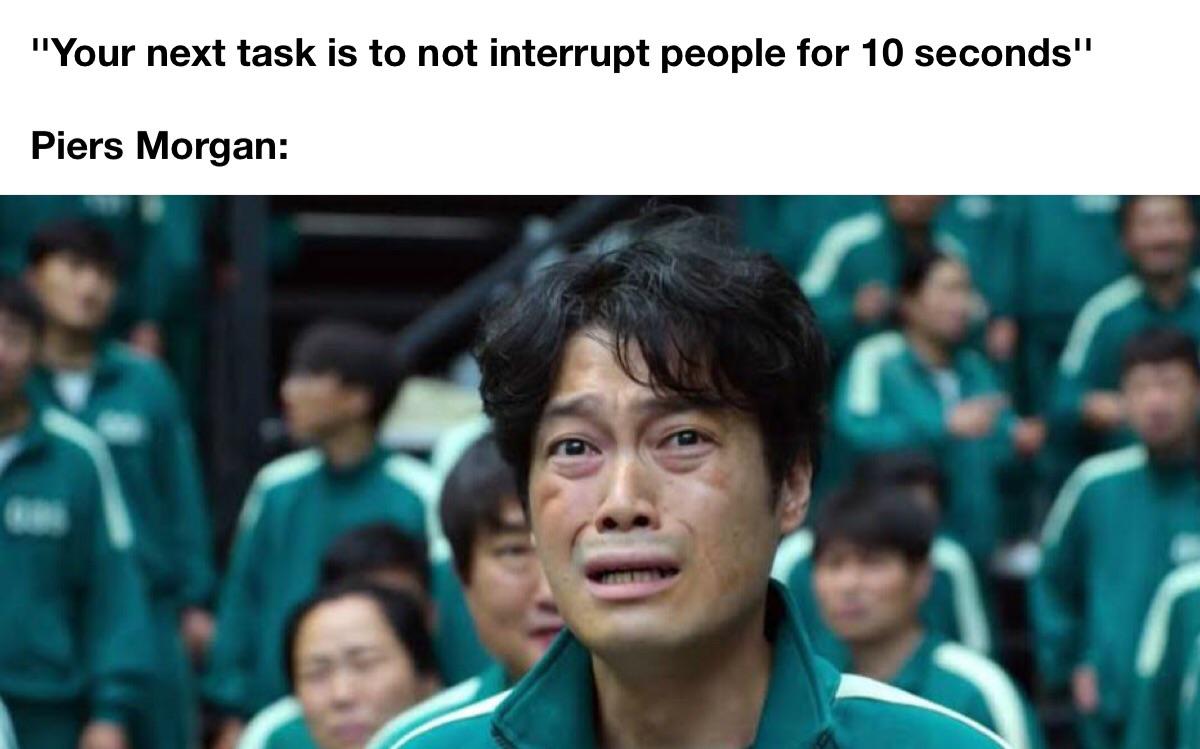 "Your next task is to not interrupt people for 10 seconds"
Piers Morgan: